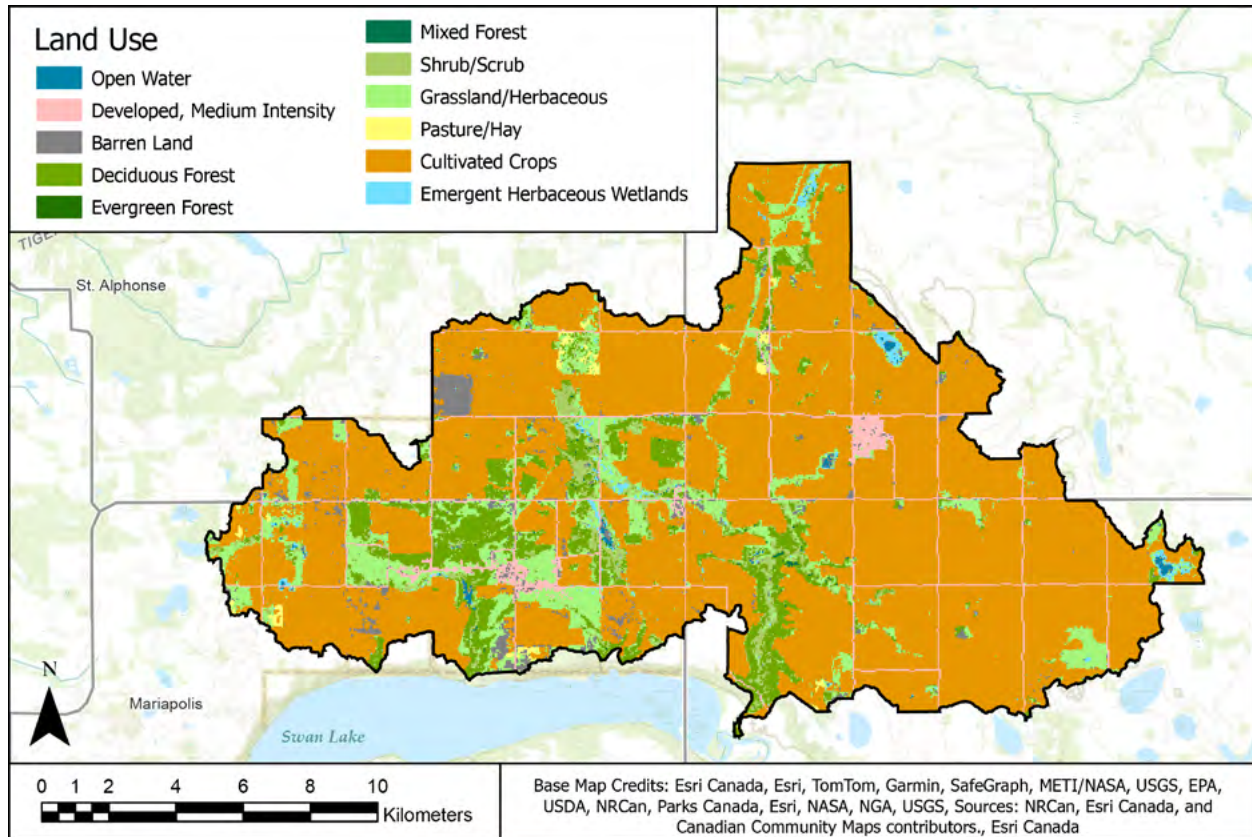 Land Use
Open Water
Developed, Medium Intensity
Barren Land
Deciduous Forest
Evergreen Forest
Mixed Forest
Shrub/Scrub
Grassland/Herbaceous
Pasture/Hay
Cultivated Crops
Emergent Herbaceous Wetlands
St. Alphonse
Mariapolis
Swan Lake
N
0 1 2 4 6 8 10
Kilometers
Base Map Credits: Esri Canada, Esri, TomTom, Garmin, SafeGraph, METI/NASA, USGS, EPA,
USDA, NRCan, Parks Canada, Esri, NASA, NGA, USGS, Sources: NRCan, Esri Canada, and
Canadian Community Maps contributors., Esri Canada